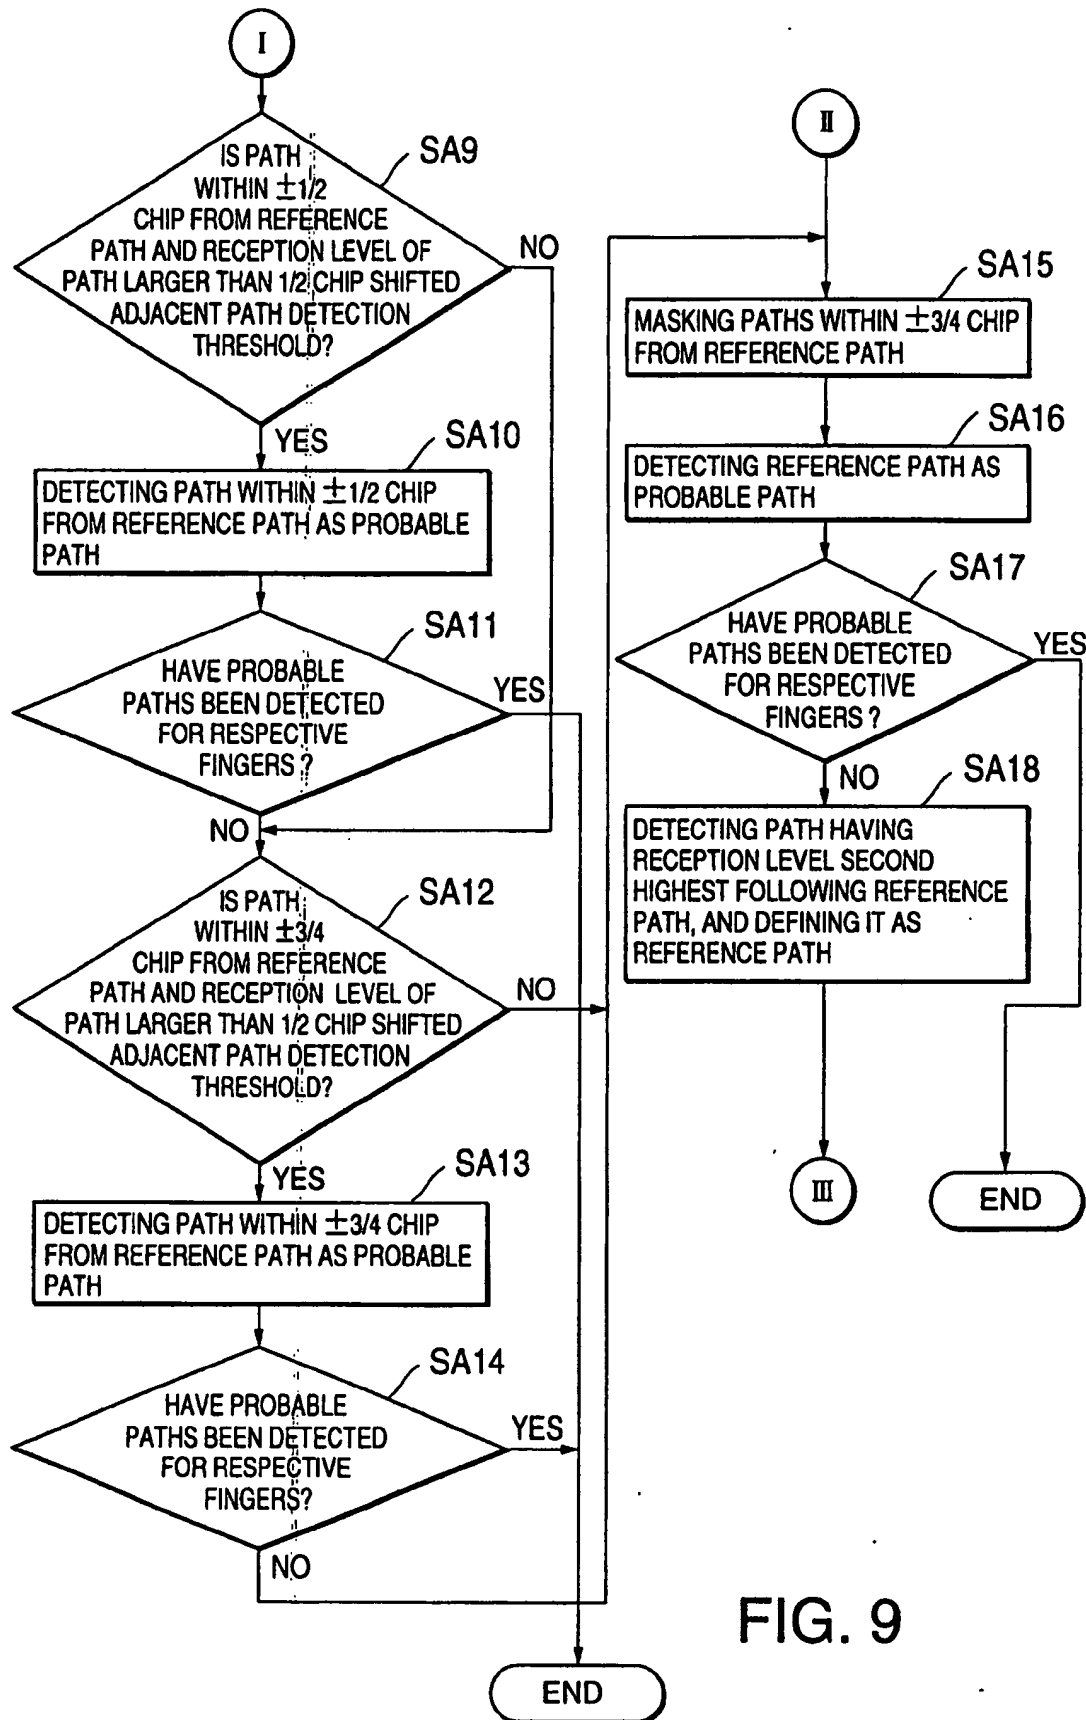 I
IS PATH
WITHIN ±1/2
CHIP FROM REFERENCE
PATH AND RECEPTION LEVEL OF
PATH LARGER THAN 1/2 CHIP SHIFTED
ADJACENT PATH DETECTION
THRESHOLD?
SA9
NO
YES
SA10
DETECTING PATH WITHIN ±1/2 CHIP
FROM REFERENCE PATH AS PROBABLE
PATH
SA11
HAVE PROBABLE
PATHS BEEN DETECTED
FOR RESPECTIVE
FINGERS ?
YES
NO
SA12
IS PATH
WITHIN ±3/4
CHIP FROM REFERENCE
PATH AND RECEPTION LEVEL OF
PATH LARGER THAN 1/2 CHIP SHIFTED
ADJACENT PATH DETECTION
THRESHOLD?
NO
YES
SA13
DETECTING PATH WITHIN ±3/4 CHIP
FROM REFERENCE PATH AS PROBABLE
PATH
SA14
HAVE PROBABLE
PATHS BEEN DETECTED
FOR RESPECTIVE
FINGERS?
YES
NO
END
II
SA15
MASKING PATHS WITHIN ±3/4 CHIP
FROM REFERENCE PATH
SA16
DETECTING REFERENCE PATH AS
PROBABLE PATH
SA17
HAVE PROBABLE
PATHS BEEN DETECTED
FOR RESPECTIVE
FINGERS ?
YES
NO
SA18
DETECTING PATH HAVING
RECEPTION LEVEL SECOND
HIGHEST FOLLOWING REFERENCE
PATH, AND DEFINING IT AS
REFERENCE PATH
III
END
FIG. 9